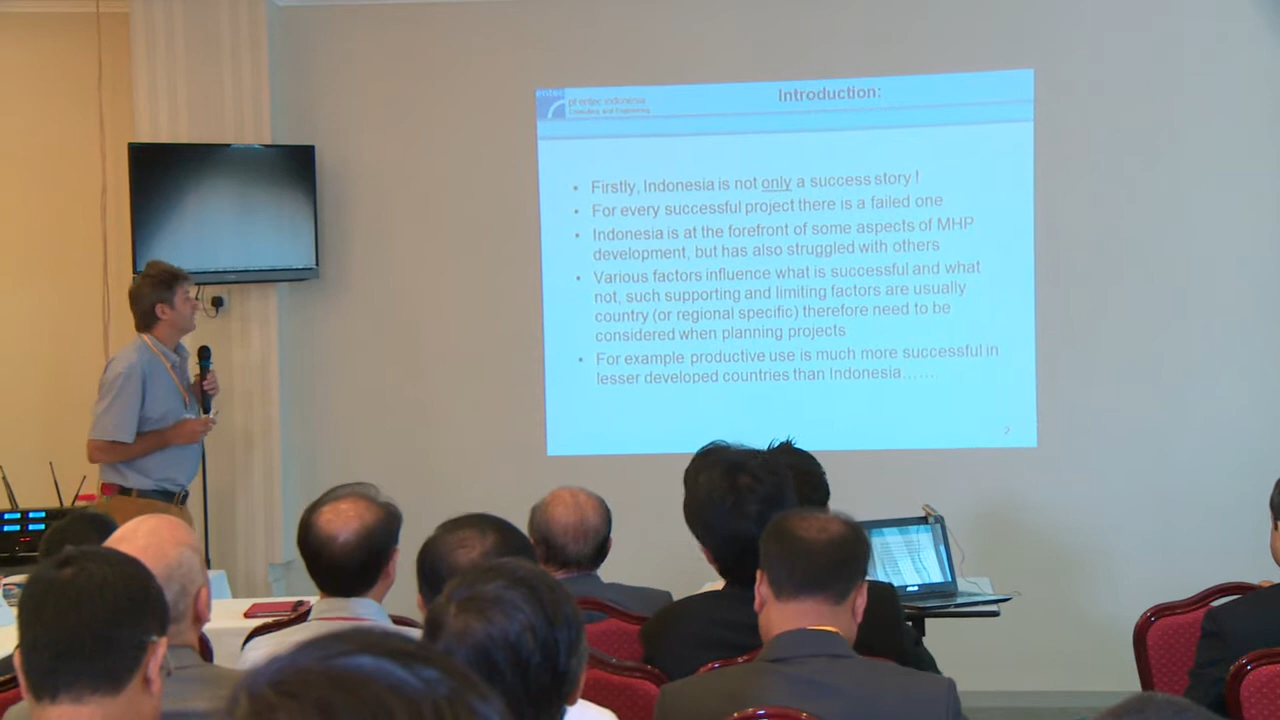 entec
pt entec indonesia
Consulting and Engineering
Introduction:
• Firstly, Indonesia is not only a success story !
• For every successful project there is a failed one
• Indonesia is at the forefront of some aspects of MHP
development, but has also struggled with others
• Various factors influence what is successful and what
not, such supporting and limiting factors are usually
country (or regional specific) therefore need to be
considered when planning projects
• For example productive use is much more successful in
lesser developed countries than Indonesia……
2